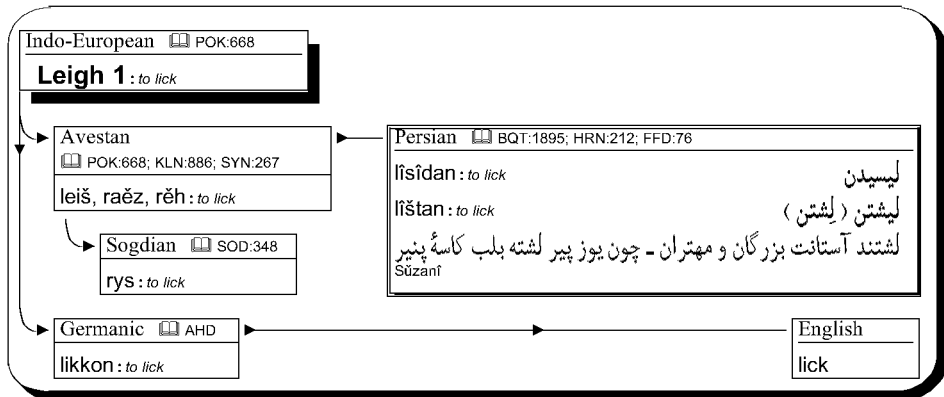 Indo-European 🕮 POK:668
Leigh 1 : to lick
Avestan
🕮 POK:668; KLN:886; SYN:267
leiš, raěz, rěh : to lick
Sogdian 🕮 SOD:348
rys : to lick
Persian 🕮 BQT:1895; HRN:212; FFD:76
lîsîdan : to lick لیسیدن
lîštan : to lick لیشتن ( لِشتن )
لشتند آستانت بزرگان و مهتران ـ چون یوز پیر لشته بلب کاسهٔ پنیر
Sŭzanî
Germanic 🕮 AHD
likkon : to lick
English
lick